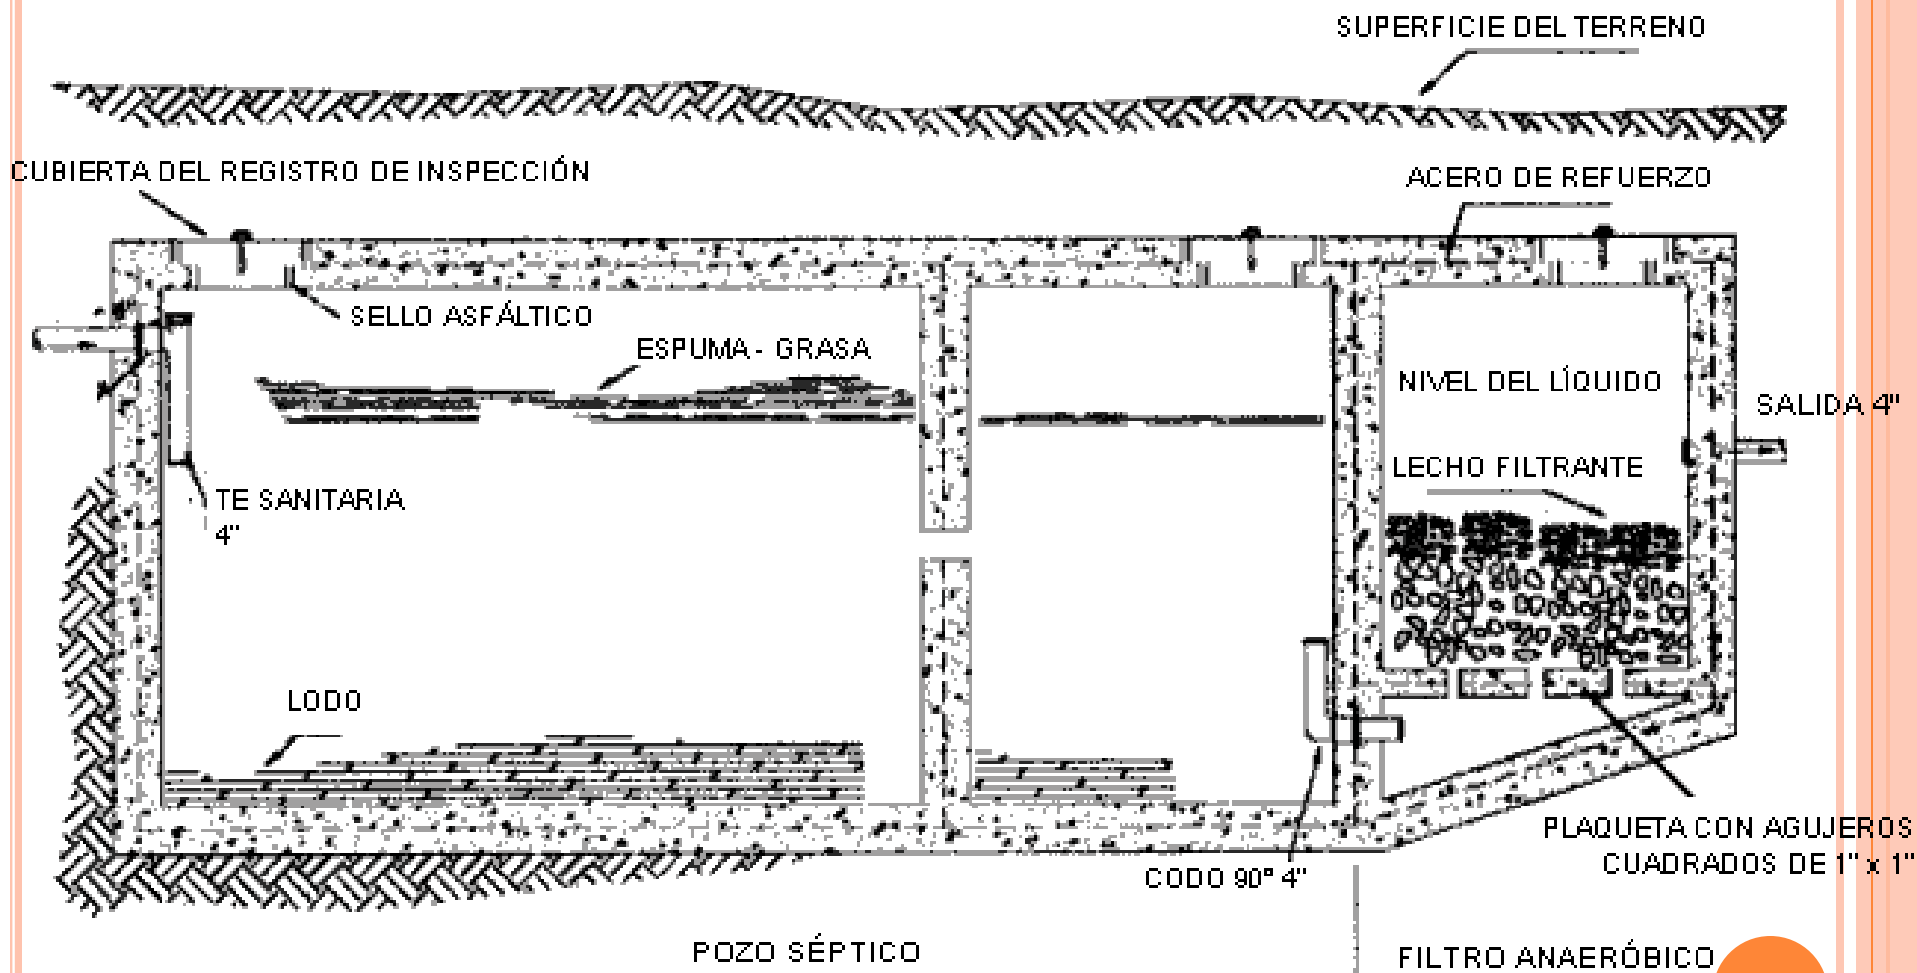 SUPERFICIE DEL TERRENO
CUBIERTA DEL REGISTRO DE INSPECCIÓN
ACERO DE REFUERZO
SELLO ASFÁLTICO
ESPUMA - GRASA
NIVEL DEL LÍQUIDO
SALIDA 4"
LECHO FILTRANTE
TE SANITARIA
4"
LODO
PLAQUETA CON AGUJEROS
CUADRADOS DE 1" x 1"
CODO 90° 4"
POZO SÉPTICO
FILTRO ANAERÓBICO